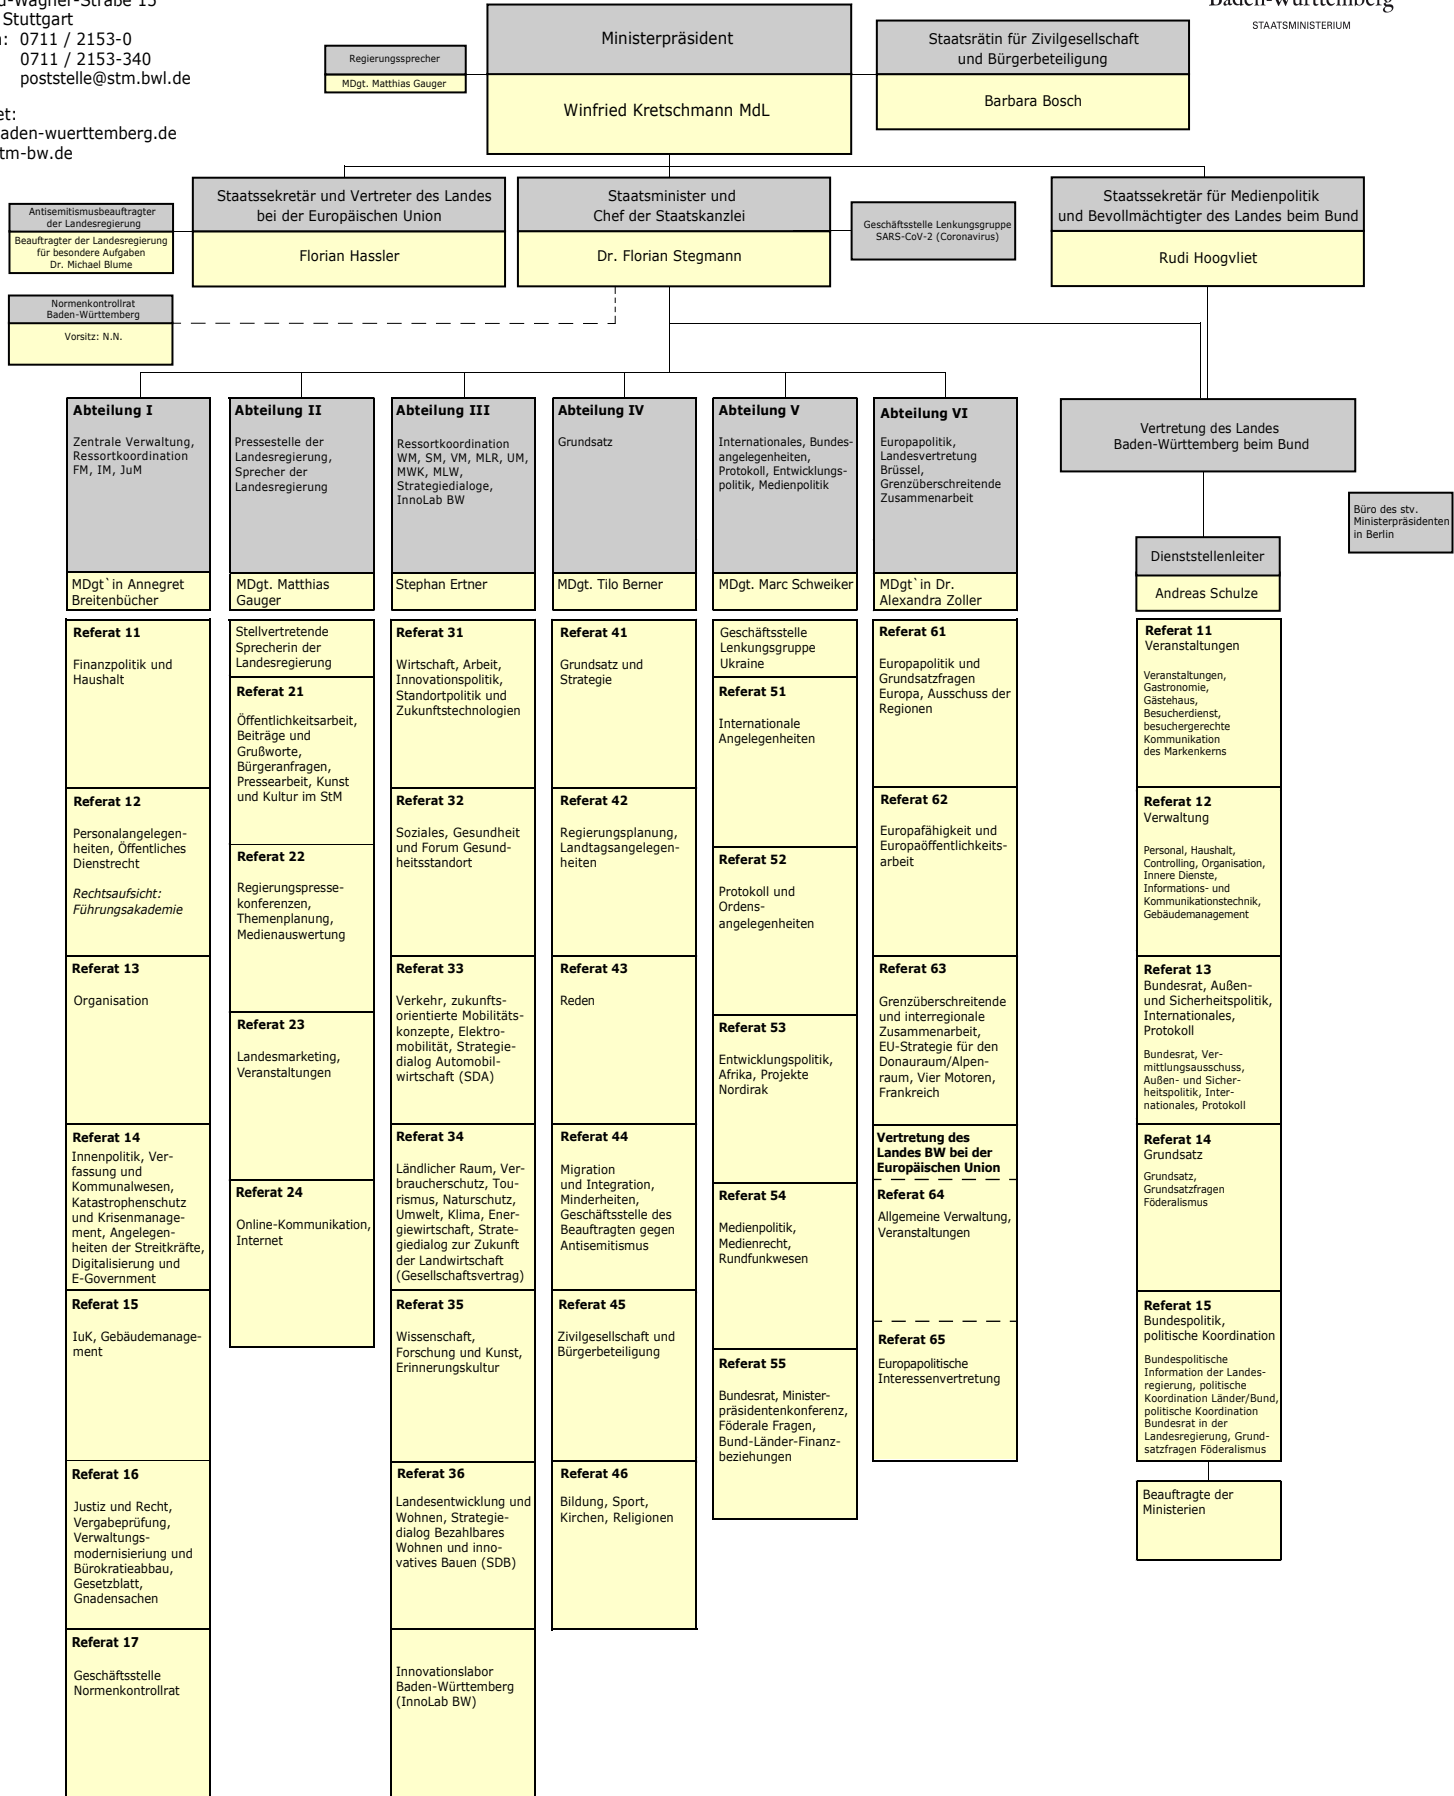 Stuttgart
0711 / 2153-0
0711 / 2153-340
poststelle@stm.bwl.de
Baden-Württemberg
STAATSMINISTERIUM
Ministerpräsident
Winfried Kretschmann MdL
Regierungssprecher
MDgt. Matthias Gauger
Staatsrätin für Zivilgesellschaft
und Bürgerbeteiligung
Barbara Bosch
Staatssekretär und Vertreter des Landes
bei der Europäischen Union
Florian Hassler
Staatsminister und
Chef der Staatskanzlei
Dr. Florian Stegmann
Staatssekretär für Medienpolitik
und Bevollmächtigter des Landes beim Bund
Rudi Hoogvliet
Antisemitismusbeauftragter
der Landesregierung
Beauftragter der Landesregierung
für besondere Aufgaben
Dr. Michael Blume
Geschäftsstelle Lenkungsgruppe
SARS-CoV-2 (Coronavirus)
Normenkontrollrat
Baden-Württemberg
Vorsitz: N.N.
Abteilung I
Zentrale Verwaltung,
Ressortkoordination
FM, IM, JuM
MDgt`in Annegret
Breitenbücher
Referat 11
Finanzpolitik und
Haushalt
Referat 12
Personalangelegen-
heiten, Öffentliches
Dienstrecht
Rechtsaufsicht:
Führungsakademie
Referat 13
Organisation
Referat 14
Innenpolitik, Ver-
fassung und
Kommunalwesen,
Katastrophenschutz
und Krisenmanage-
ment, Angelegen-
heiten der Streitkräfte,
Digitalisierung und
E-Government
Referat 15
IuK, Gebäudemanage-
ment
Referat 16
Justiz und Recht,
Vergabeprüfung,
Verwaltungs-
modernisieriung und
Bürokratieabbau,
Gesetzblatt,
Gnadensachen
Referat 17
Geschäftsstelle
Normenkontrollrat
Abteilung II
Pressestelle der
Landesregierung,
Sprecher der
Landesregierung
MDgt. Matthias
Gauger
Stellvertretende
Sprecherin der
Landesregierung
Referat 21
Öffentlichkeitsarbeit,
Beiträge und
Grußworte,
Bürgeranfragen,
Pressearbeit, Kunst
und Kultur im StM
Referat 22
Regierungspresse-
konferenzen,
Themenplanung,
Medienauswertung
Referat 23
Landesmarketing,
Veranstaltungen
Referat 24
Online-Kommunikation,
Internet
Abteilung III
Ressortkoordination
WM, SM, VM, MLR, UM,
MWK, MLW,
Strategiedialoge,
InnoLab BW
Stephan Ertner
Referat 31
Wirtschaft, Arbeit,
Innovationspolitik,
Standortpolitik und
Zukunftstechnologien
Referat 32
Soziales, Gesundheit
und Forum Gesund-
heitsstandort
Referat 33
Verkehr, zukunfts-
orientierte Mobilitäts-
konzepte, Elektro-
mobilität, Strategie-
dialog Automobil-
wirtschaft (SDA)
Referat 34
Ländlicher Raum, Ver-
braucherschutz, Tou-
rismus, Naturschutz,
Umwelt, Klima, Ener-
giewirtschaft, Strate-
giedialog zur Zukunft
der Landwirtschaft
(Gesellschaftsvertrag)
Referat 35
Wissenschaft,
Forschung und Kunst,
Erinnerungskultur
Referat 36
Landesentwicklung und
Wohnen, Strategie-
dialog Bezahlbares
Wohnen und inno-
vatives Bauen (SDB)
Innovationslabor
Baden-Württemberg
(InnoLab BW)
Abteilung IV
Grundsatz
MDgt. Tilo Berner
Referat 41
Grundsatz und
Strategie
Referat 42
Regierungsplanung,
Landtagsangelegen-
heiten
Referat 43
Reden
Referat 44
Migration
und Integration,
Minderheiten,
Geschäftsstelle des
Beauftragten gegen
Antisemitismus
Referat 45
Zivilgesellschaft und
Bürgerbeteiligung
Referat 46
Bildung, Sport,
Kirchen, Religionen
Abteilung V
Internationales, Bundes-
angelegenheiten,
Protokoll, Entwicklungs-
politik, Medienpolitik
MDgt. Marc Schweiker
Geschäftsstelle
Lenkungsgruppe
Ukraine
Referat 51
Internationale
Angelegenheiten
Referat 52
Protokoll und
Ordens-
angelegenheiten
Referat 53
Entwicklungspolitik,
Afrika, Projekte
Nordirak
Referat 54
Medienpolitik,
Medienrecht,
Rundfunkwesen
Referat 55
Bundesrat, Minister-
präsidentenkonferenz,
Föderale Fragen,
Bund-Länder-Finanz-
beziehungen
Abteilung VI
Europapolitik,
Landesvertretung
Brüssel,
Grenzüberschreitende
Zusammenarbeit
MDgt`in Dr.
Alexandra Zoller
Referat 61
Europapolitik und
Grundsatzfragen
Europa, Ausschuss der
Regionen
Referat 62
Europafähigkeit und
Europaöffentlichkeits-
arbeit
Referat 63
Grenzüberschreitende
und interregionale
Zusammenarbeit,
EU-Strategie für den
Donauraum/Alpen-
raum, Vier Motoren,
Frankreich
Vertretung des
Landes BW bei der
Europäischen Union
Referat 64
Allgemeine Verwaltung,
Veranstaltungen
Referat 65
Europapolitische
Interessenvertretung
Vertretung des Landes
Baden-Württemberg beim Bund
Büro des stv.
Ministerpräsidenten
in Berlin
Dienststellenleiter
Andreas Schulze
Referat 11
Veranstaltungen
Veranstaltungen,
Gastronomie,
Gästehaus,
Besucherdienst,
besuchergerechte
Kommunikation
des Markenkerns
Referat 12
Verwaltung
Personal, Haushalt,
Controlling, Organisation,
Innere Dienste,
Informations- und
Kommunikationstechnik,
Gebäudemanagement
Referat 13
Bundesrat, Außen-
und Sicherheitspolitik,
Internationales,
Protokoll
Bundesrat, Ver-
mittlungsausschuss,
Außen- und Sicher-
heitspolitik, Inter-
nationales, Protokoll
Referat 14
Grundsatz
Grundsatz,
Grundsatzfragen
Föderalismus
Referat 15
Bundespolitik,
politische Koordination
Bundespolitische
Information der Landes-
regierung, politische
Koordination Länder/Bund,
politische Koordination
Bundesrat in der
Landesregierung, Grund-
satzfragen Föderalismus
Beauftragte der
Ministerien